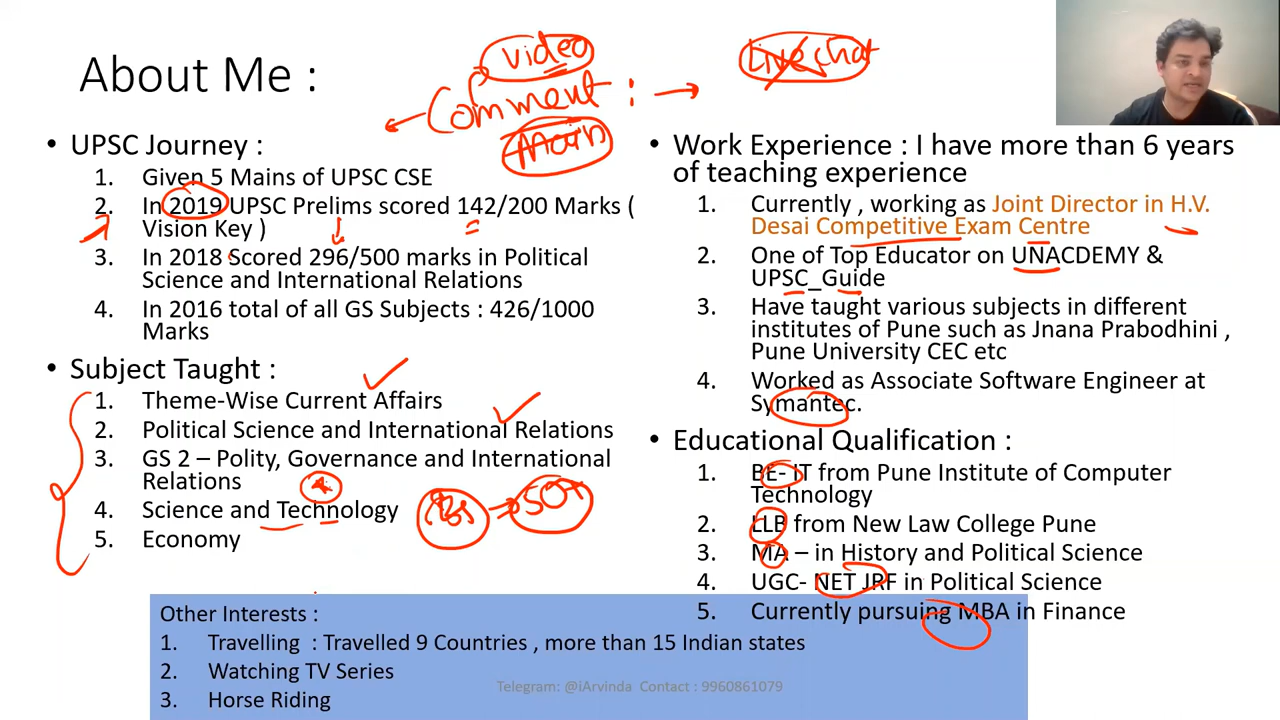 About Me :
video
Comment : →
Main
Live chat
• UPSC Journey :
1. Given 5 Mains of UPSC CSE
2. In 2019 UPSC Prelims scored 142/200 Marks (
Vision Key )
3. In 2018 Scored 296/500 marks in Political
Science and International Relations
4. In 2016 total of all GS Subjects : 426/1000
Marks
• Subject Taught :
1. Theme-Wise Current Affairs
2. Political Science and International Relations
3. GS 2 – Polity, Governance and International
Relations
4. Science and Technology
5. Economy
50+
• Work Experience : I have more than 6 years
of teaching experience
1. Currently , working as Joint Director in H.V.
Desai Competitive Exam Centre
2. One of Top Educator on UNACDEMY &
UPSC_Guide
3. Have taught various subjects in different
institutes of Pune such as Jnana Prabodhini ,
Pune University CEC etc
4. Worked as Associate Software Engineer at
Symantec.
• Educational Qualification :
1. BE- IT from Pune Institute of Computer
Technology
2. LLB from New Law College Pune
3. MA – in History and Political Science
4. UGC- NET JRF in Political Science
5. Currently pursuing MBA in Finance
Other Interests :
1. Travelling : Travelled 9 Countries , more than 15 Indian states
2. Watching TV Series
3. Horse Riding
Telegram: @iArvinda Contact : 9960861079